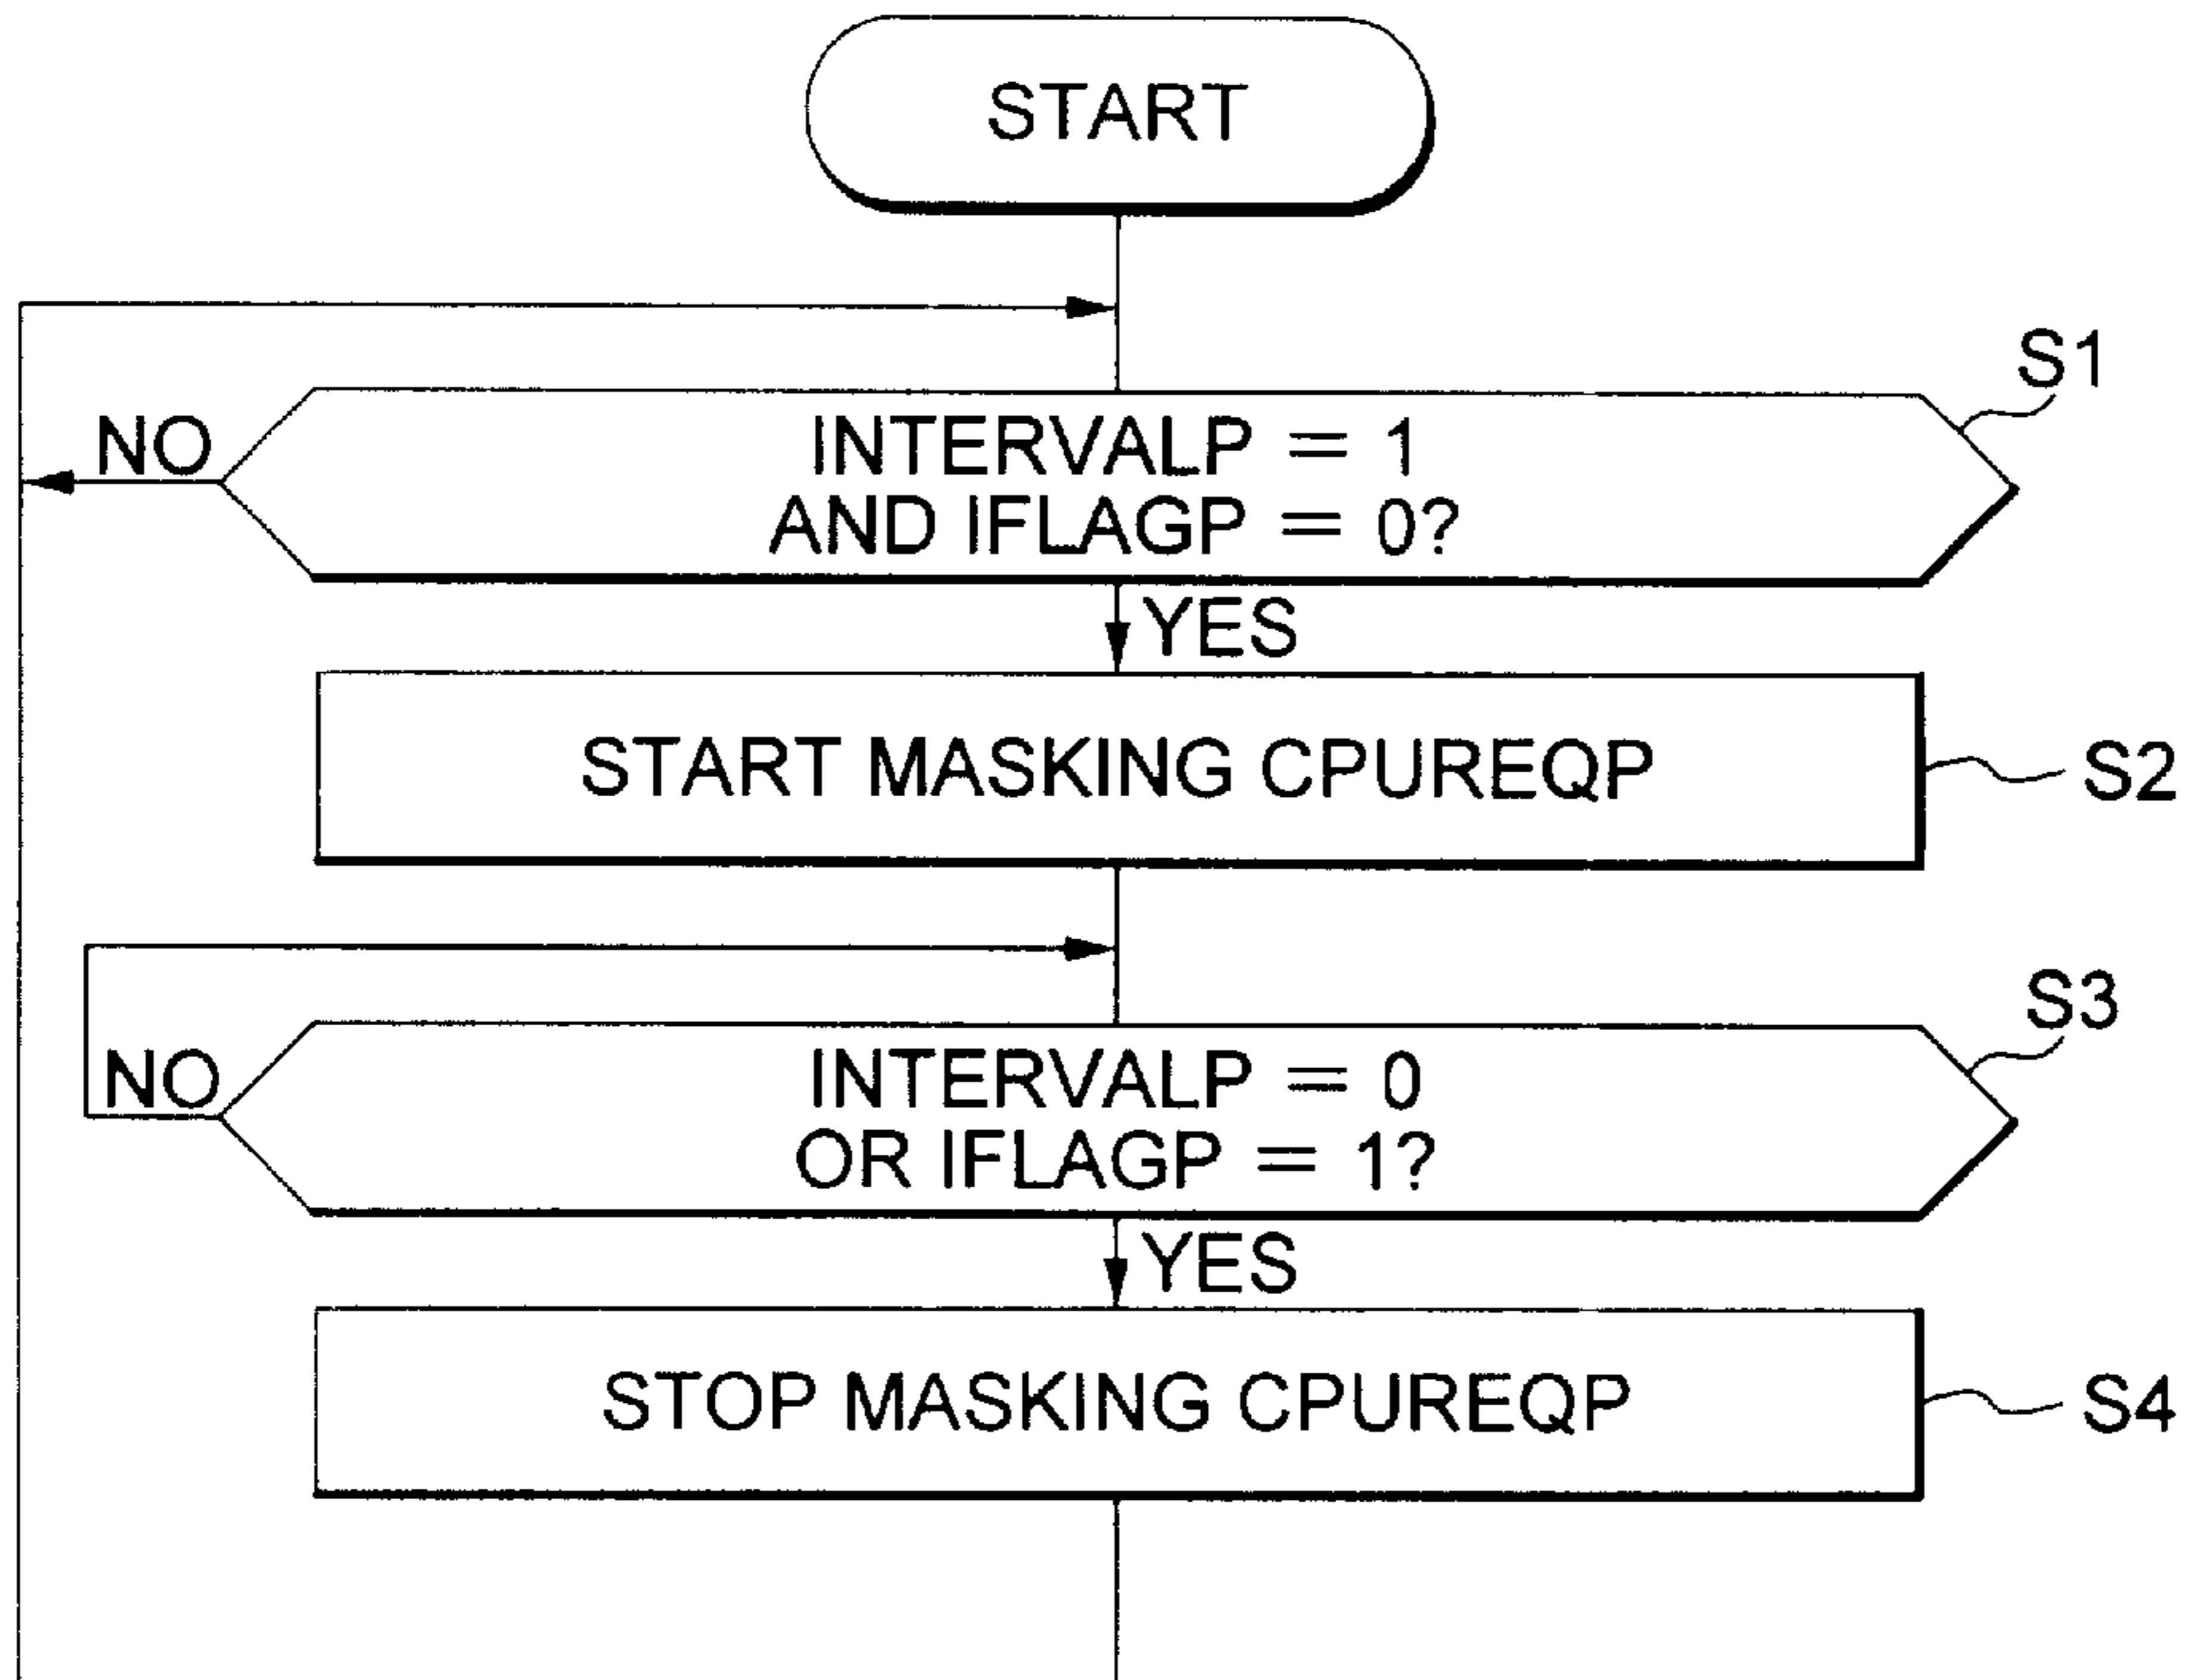 START
S1
NO
INTERVALP = 1
AND IFLAGP = 0?
YES
START MASKING CPUREQP
S2
S3
NO
INTERVALP = 0
OR IFLAGP = 1?
YES
STOP MASKING CPUREQP
S4